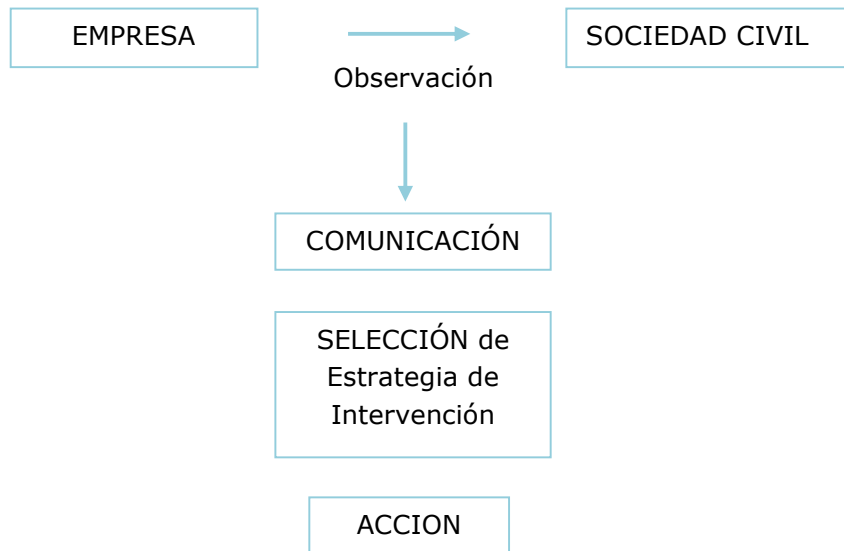 EMPRESA
SOCIEDAD CIVIL
Observación
COMUNICACIÓN
SELECCIÓN de
Estrategia de
Intervención
ACCION